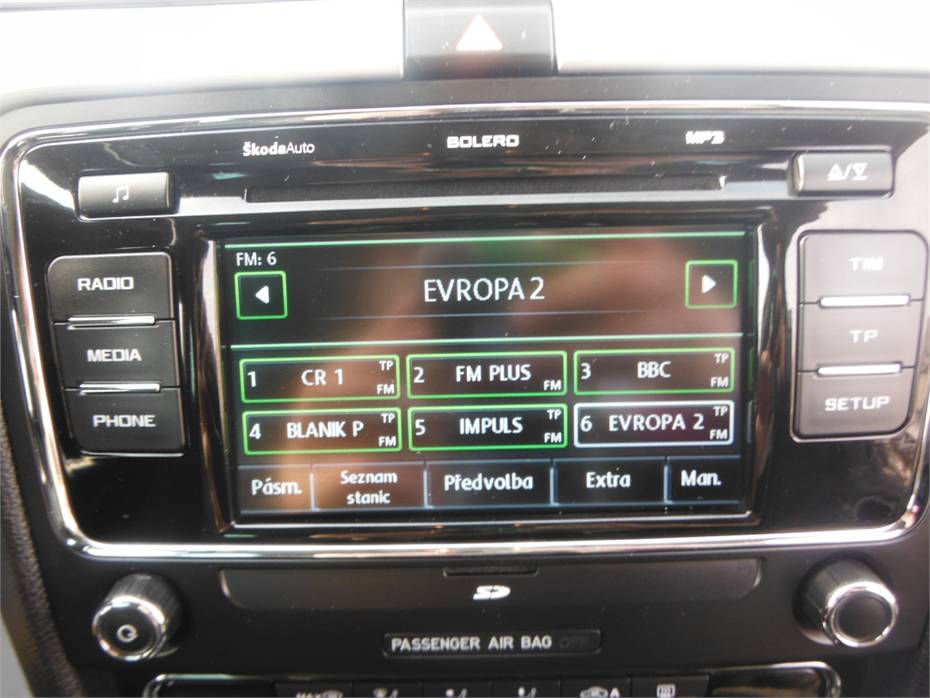 ŠkodaAuto BOLERO MP3
FM: 6
EVROPA 2
RADIO
MEDIA
PHONE
TIM
TP
SETUP
1 CR 1 TP FM
2 FM PLUS FM
3 BBC TP FM
4 BLANIK P TP FM
5 IMPULS TP FM
6 EVROPA 2 TP FM
Pásm.
Seznam
stanic
Předvolba
Extra
Man.
SD
PASSENGER AIR BAG OFF
MAX
A